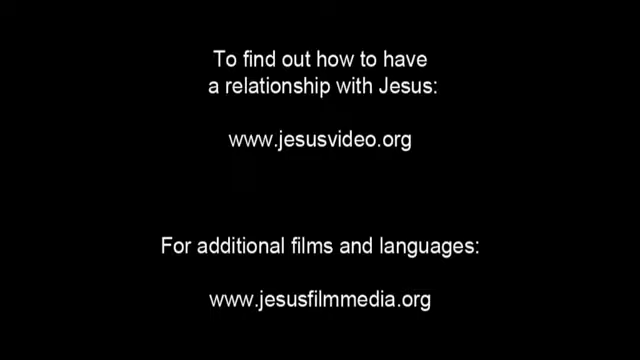 To find out how to have
a relationship with Jesus:
www.jesusvideo.org
For additional films and languages:
www.jesusfilmmedia.org